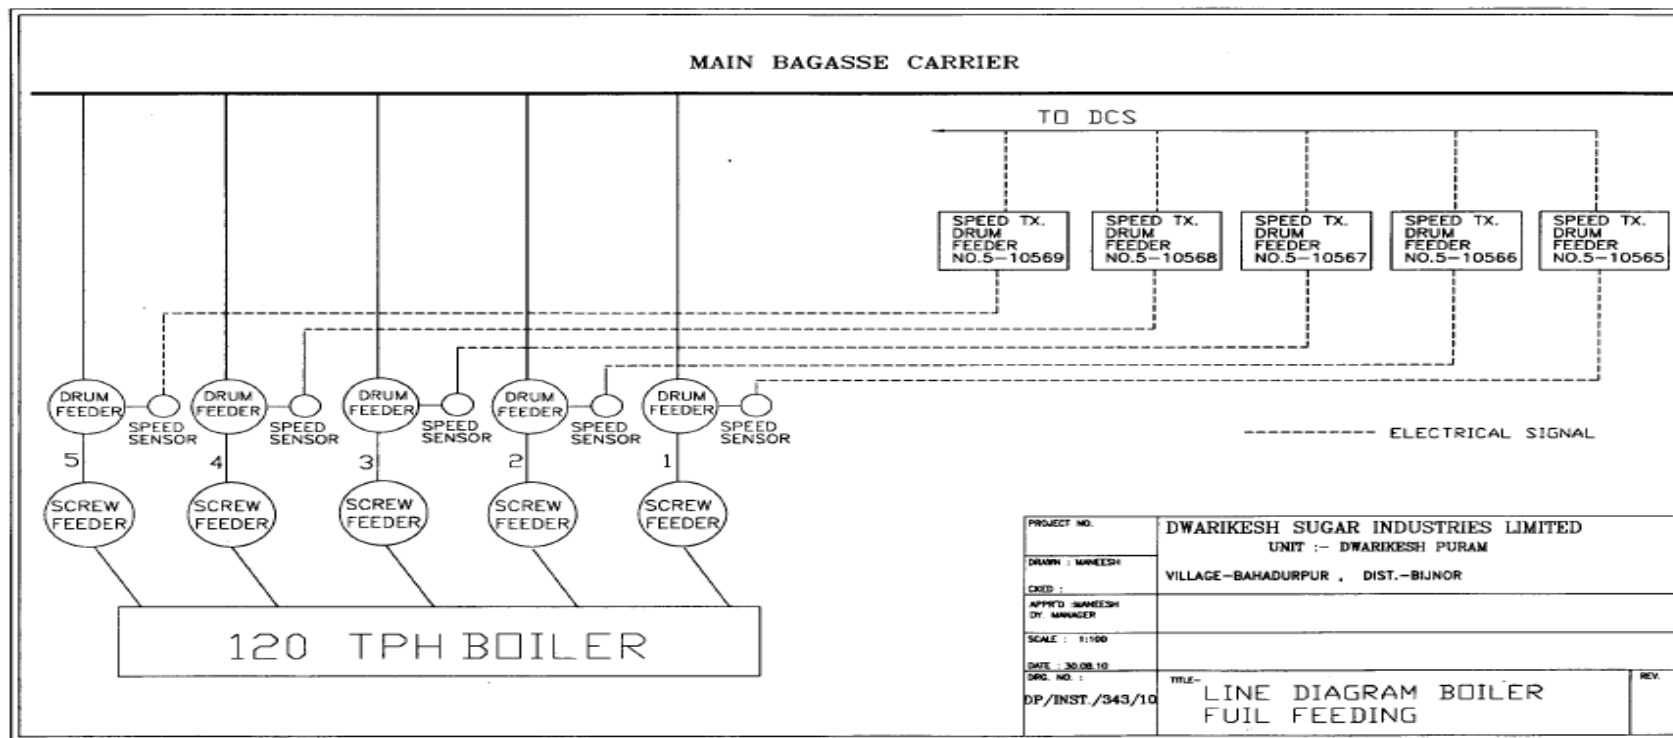 MAIN BAGASSE CARRIER
TO DCS
SPEED TX.
DRUM
FEEDER
NO.5-10569
SPEED TX.
DRUM
FEEDER
NO.5-10568
SPEED TX.
DRUM
FEEDER
NO.5-10567
SPEED TX.
DRUM
FEEDER
NO.5-10566
SPEED TX.
DRUM
FEEDER
NO.5-10565
DRUM
FEEDER
SPEED
SENSOR
DRUM
FEEDER
SPEED
SENSOR
DRUM
FEEDER
SPEED
SENSOR
DRUM
FEEDER
SPEED
SENSOR
DRUM
FEEDER
SPEED
SENSOR
ELECTRICAL SIGNAL
5
4
3
2
1
SCREW
FEEDER
SCREW
FEEDER
SCREW
FEEDER
SCREW
FEEDER
SCREW
FEEDER
120 TPH BOILER
PROJECT NO.
DWARIKESH SUGAR INDUSTRIES LIMITED
UNIT :- DWARIKESH PURAM
VILLAGE-BAHADURPUR , DIST.-BIJNOR
DRAWN : MANEESH
CKED :
APPR'D :MANEESH
DY. MANAGER
SCALE : 1:100
DATE : 30.08.10
DRG. NO. :
DP/INST./343/10
TITLE-
LINE DIAGRAM BOILER
FUIL FEEDING
REV.